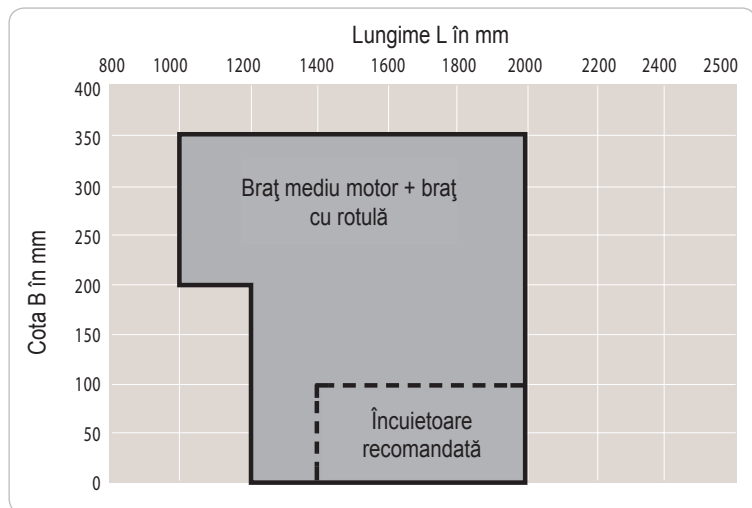 Lungime L în mm
800 1000 1200 1400 1600 1800 2000 2200 2400 2500
400
350
300
250
200
150
100
50
0
Cota B în mm
Braţ mediu motor + braţ
cu rotulă
Încuietoare
recomandată